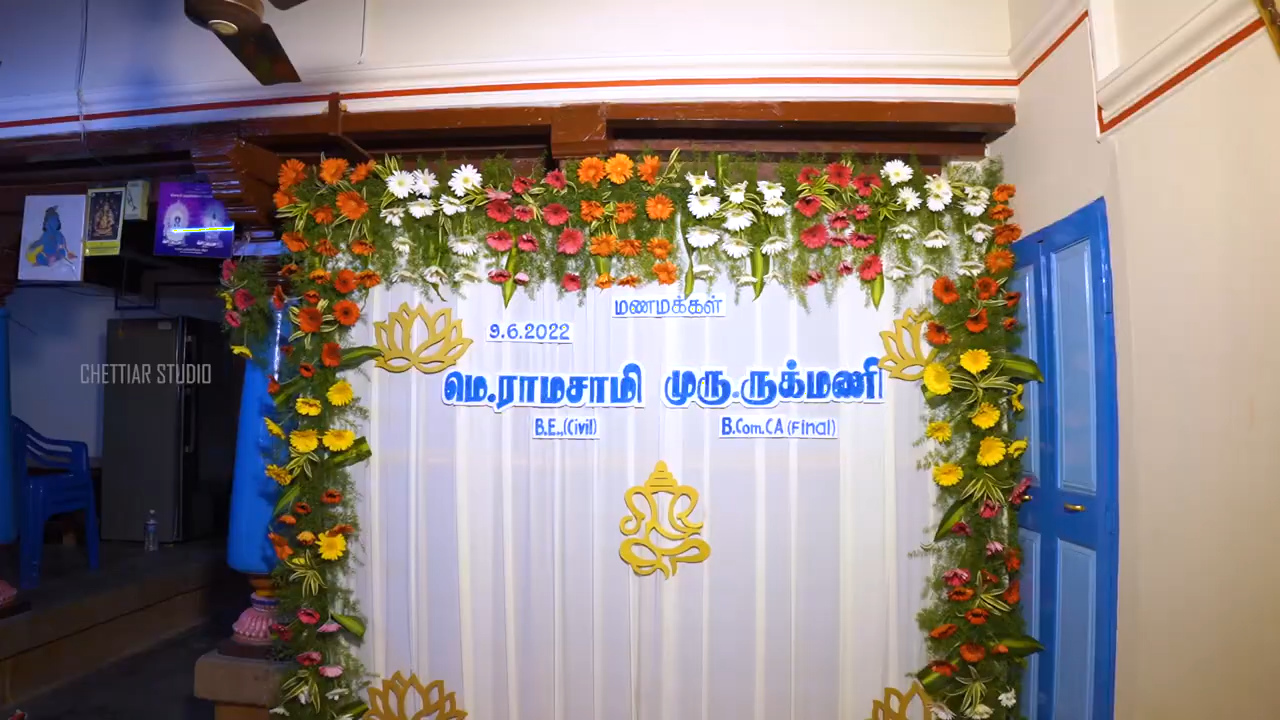 மணமக்கள்
9.6.2022
மெ.ராமசாமி முரு.ருக்மணி
B.E.,(Civil) B.Com.CA (Final)
CHETTIAR STUDIO